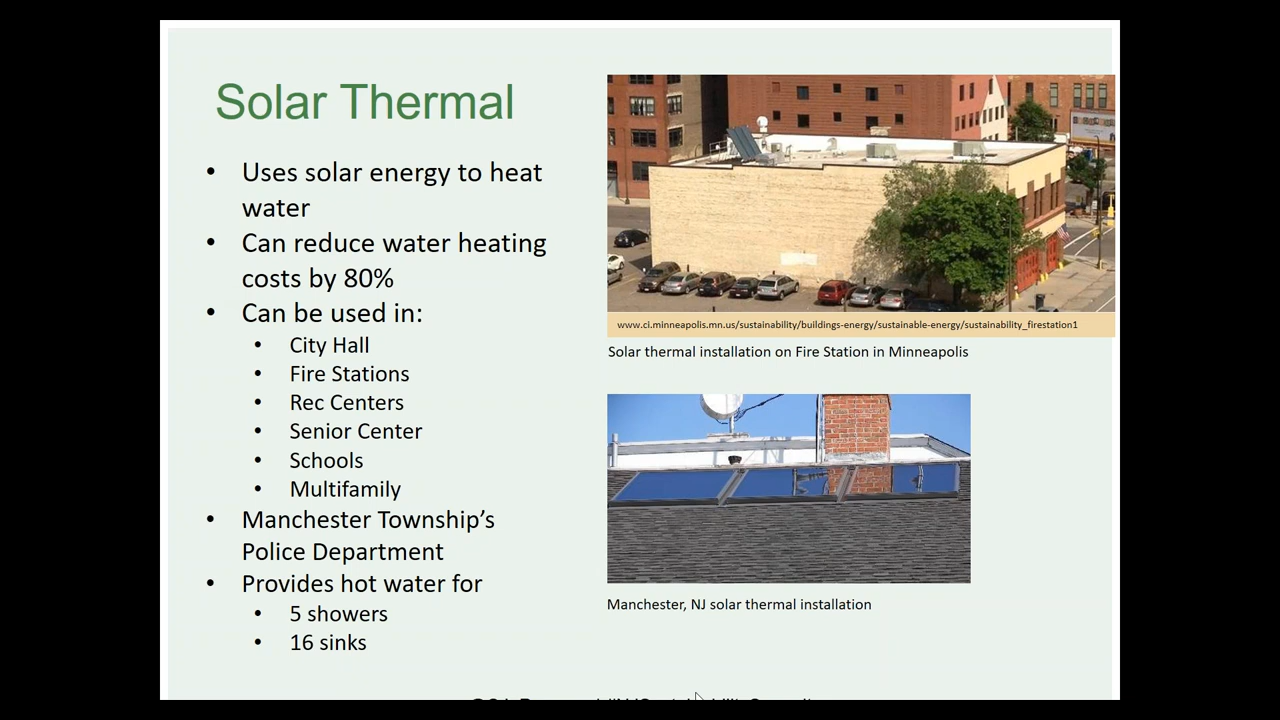 Solar Thermal
• Uses solar energy to heat
water
• Can reduce water heating
costs by 80%
• Can be used in:
• City Hall
• Fire Stations
• Rec Centers
• Senior Center
• Schools
• Multifamily
• Manchester Township’s
Police Department
• Provides hot water for
• 5 showers
• 16 sinks
www.ci.minneapolis.mn.us/sustainability/buildings-energy/sustainable-energy/sustainability_firestation1
Solar thermal installation on Fire Station in Minneapolis
Manchester, NJ solar thermal installation